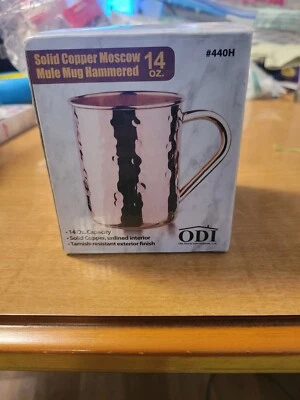 Solid Copper Moscow
Mule Mug Hammered
14
oz.
#440H
• 14 Oz. Capacity
• Solid Copper, unlined interior
• Tarnish-resistant exterior finish
ODI